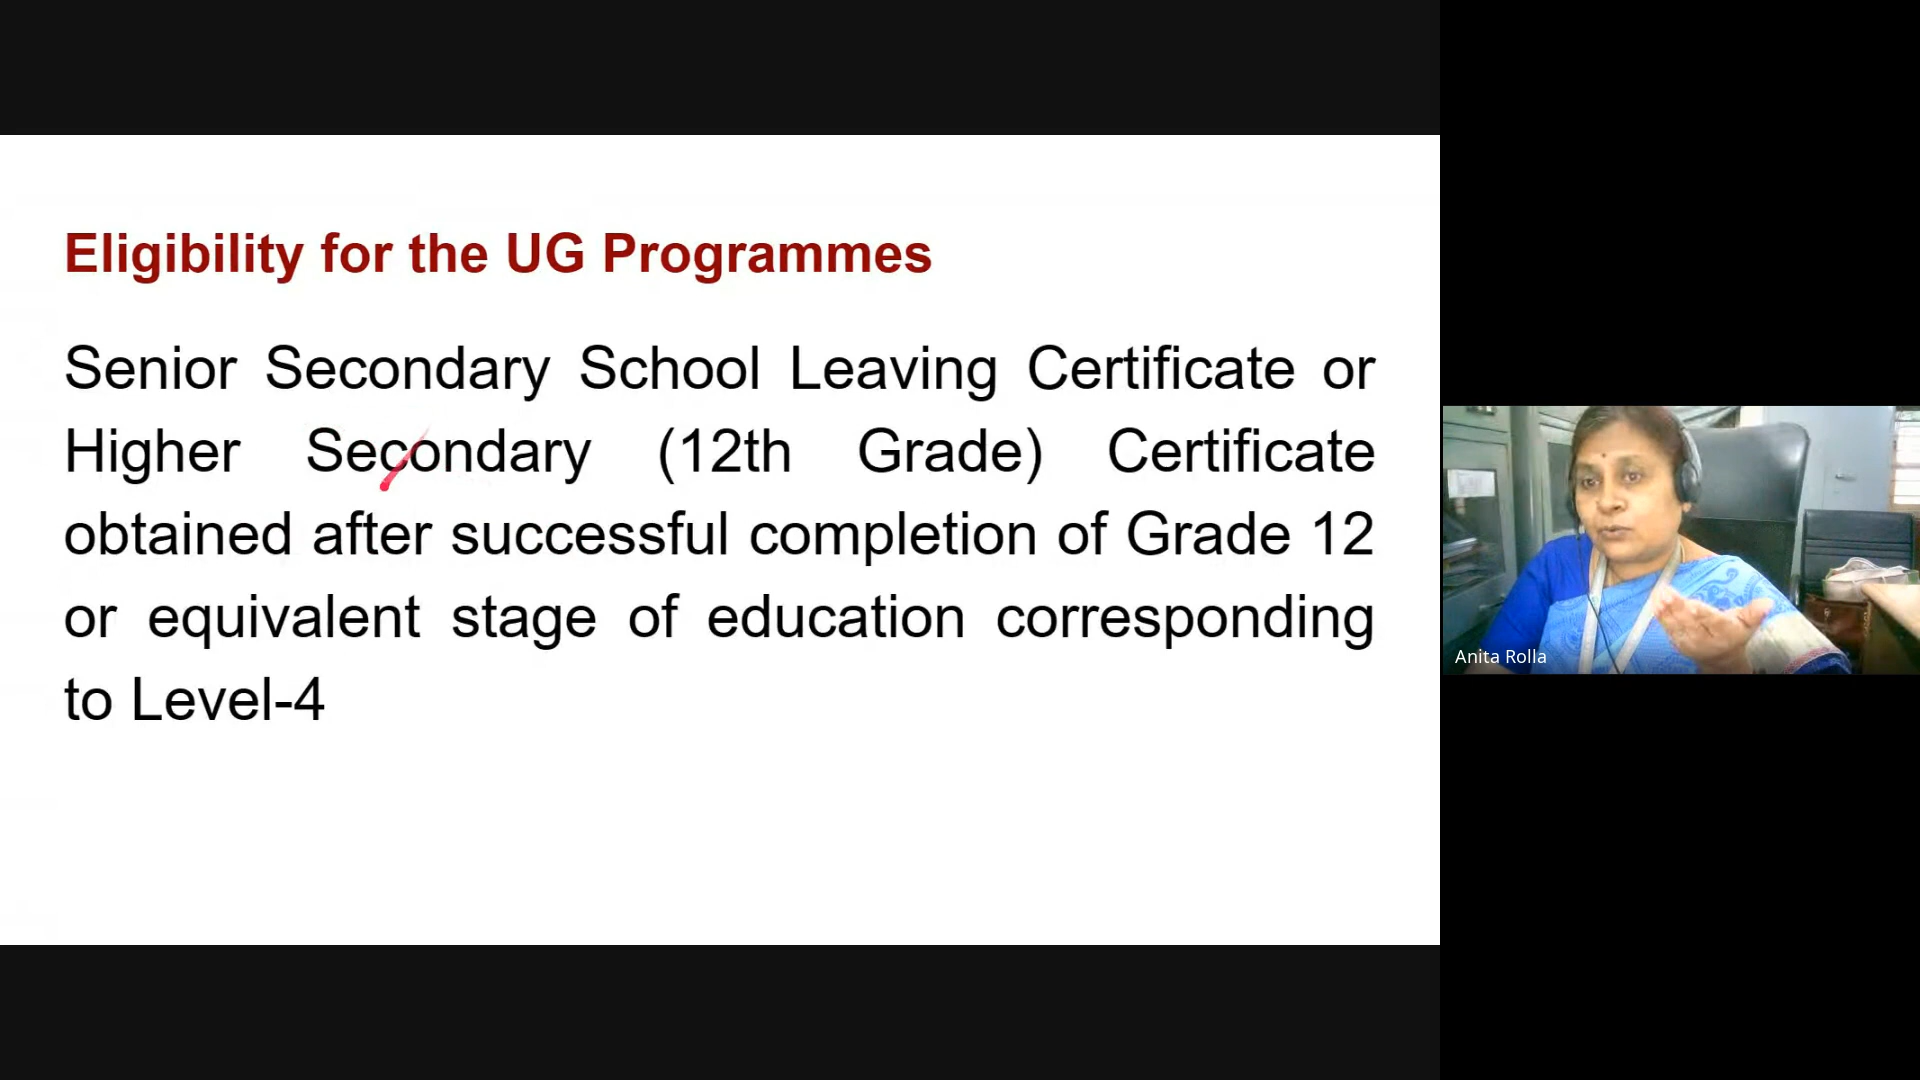 Eligibility for the UG Programmes
Senior Secondary School Leaving Certificate or
Higher Secondary (12th Grade) Certificate
obtained after successful completion of Grade 12
or equivalent stage of education corresponding
to Level-4
Anita Rolla